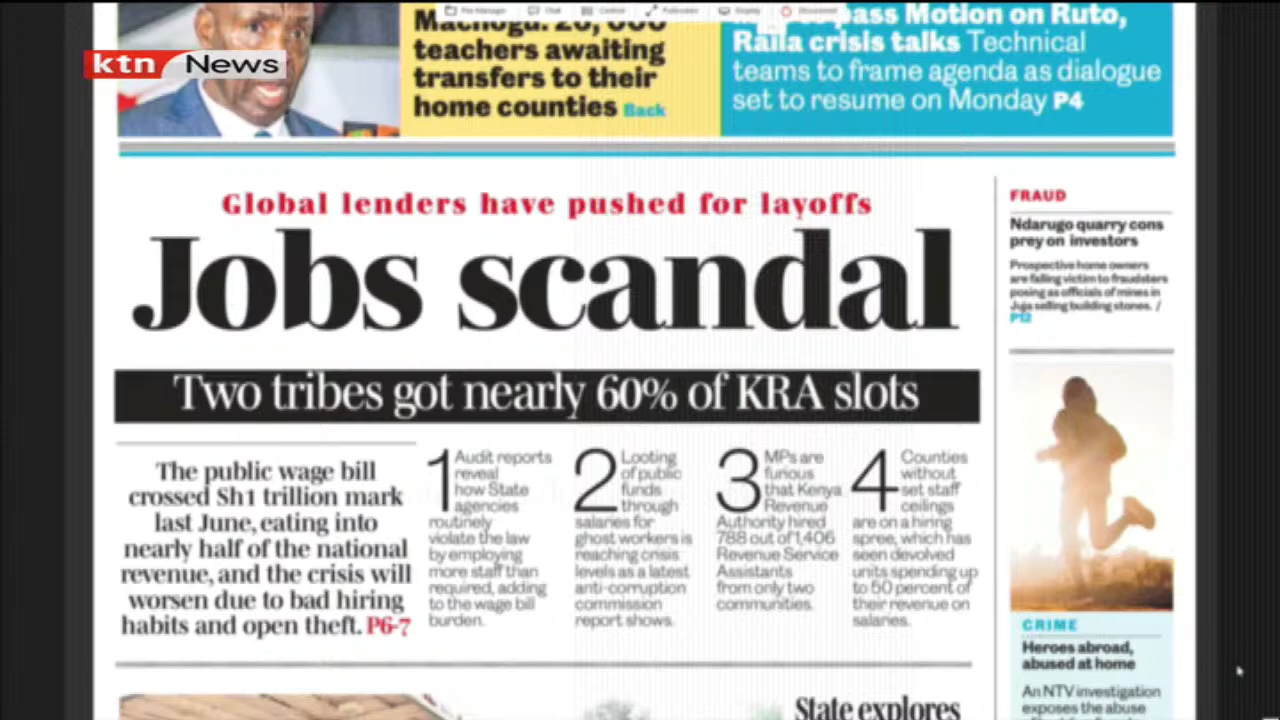 ktn News
Machoga: 20,000
teachers awaiting
transfers to their
home counties Back
pass Motion on Ruto,
Raila crisis talks Technical
teams to frame agenda as dialogue
set to resume on Monday P4
Global lenders have pushed for layoffs
Jobs scandal
Two tribes got nearly 60% of KRA slots
The public wage bill
crossed Sh1 trillion mark
last June, eating into
nearly half of the national
revenue, and the crisis will
worsen due to bad hiring
habits and open theft. P6-7
1 Audit reports
reveal
how State
agencies
routinely
violate the law
by employing
more staff than
required, adding
to the wage bill
burden.
2 Looting
of public
funds
through
salaries for
ghost workers is
reaching crisis
levels as a latest
anti-corruption
commission
report shows.
3 MPs are
furious
that Kenya
Revenue
Authority hired
788 out of 1,406
Revenue Service
Assistants
from only two
communities.
4 Counties
without
set staff
ceilings
are on a hiring
spree, which has
seen devolved
units spending up
to 50 percent of
their revenue on
salaries.
FRAUD
Ndarugo quarry cons
prey on investors
Prospective home owners
are falling victim to fraudsters
posing as officials of mines in
Juja selling building stones. /
P12
CRIME
Heroes abroad,
abused at home
An NTV investigation
exposes the abuse
State explores